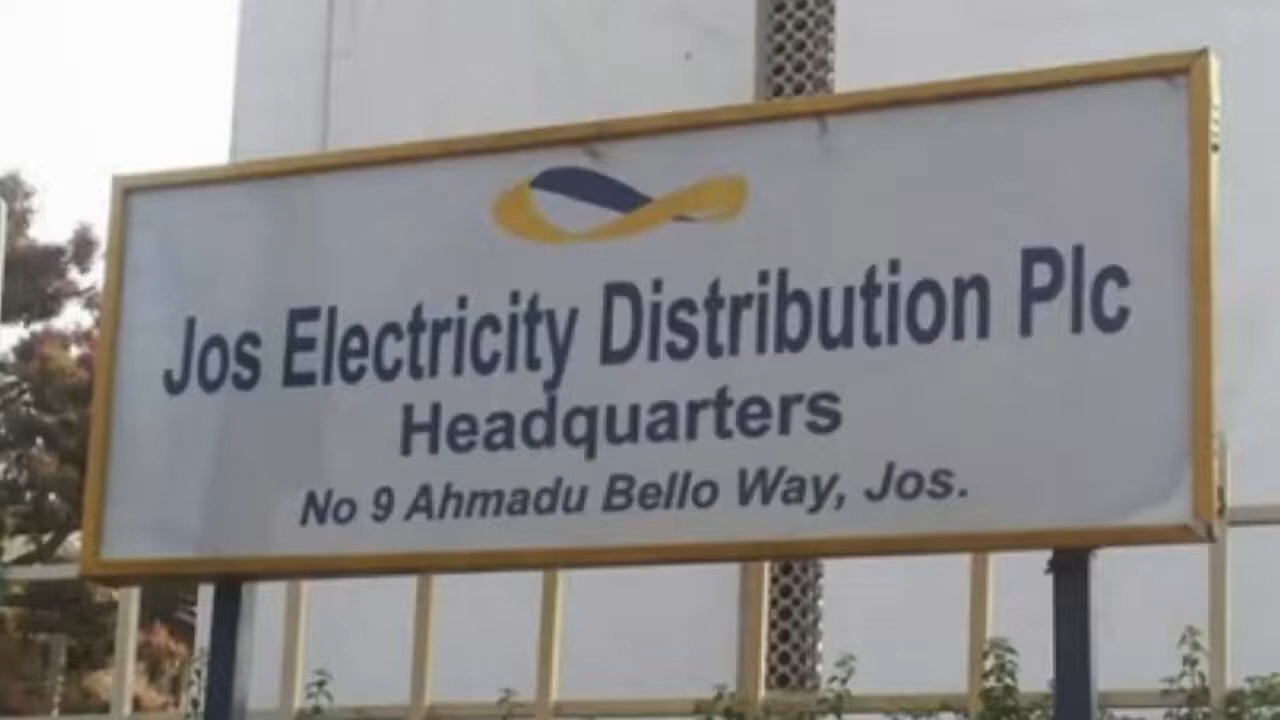 Jos Electricity Distribution Plc
Headquarters
No 9 Ahmadu Bello Way, Jos.